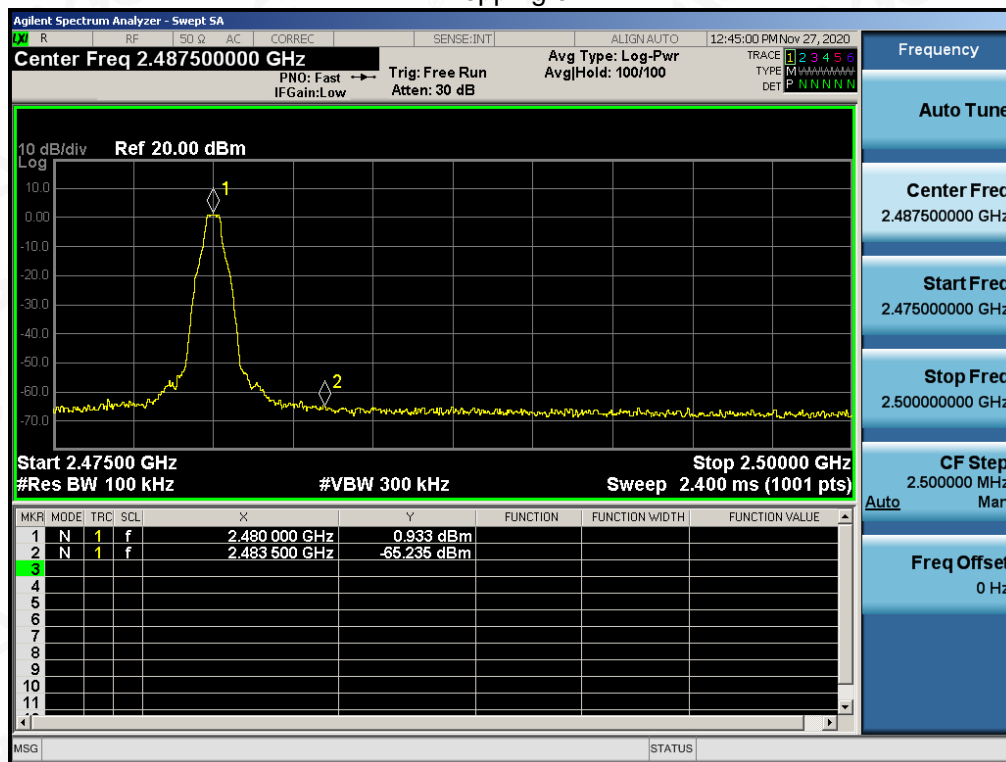 Agilent Spectrum Analyzer - Swept SA
LXI R RF 50 Ω AC CORREC SENSE:INT ALIGN AUTO 12:45:00 PM Nov 27, 2020
Center Freq 2.487500000 GHz
PNO: Fast
IFGain:Low
Trig: Free Run
Atten: 30 dB
Avg Type: Log-Pwr
Avg|Hold: 100/100
TRACE 1 2 3 4 5 6
TYPE M WWWWW
DET P N N N N N
10 dB/div Ref 20.00 dBm
Log
10.0
0.00
-10.0
-20.0
-30.0
-40.0
-50.0
-60.0
-70.0
1
2
Start 2.47500 GHz Stop 2.50000 GHz
#Res BW 100 kHz #VBW 300 kHz Sweep 2.400 ms (1001 pts)
MKR MODE TRC SCL X Y FUNCTION FUNCTION WIDTH FUNCTION VALUE
1 N 1 f 2.480 000 GHz 0.933 dBm
2 N 1 f 2.483 500 GHz -65.235 dBm
3
4
5
6
7
8
9
10
11
MSG STATUS
Frequency
Auto Tune
Center Freq
2.487500000 GHz
Start Freq
2.475000000 GHz
Stop Freq
2.500000000 GHz
CF Step
2.500000 MHz
Auto Man
Freq Offset
0 Hz